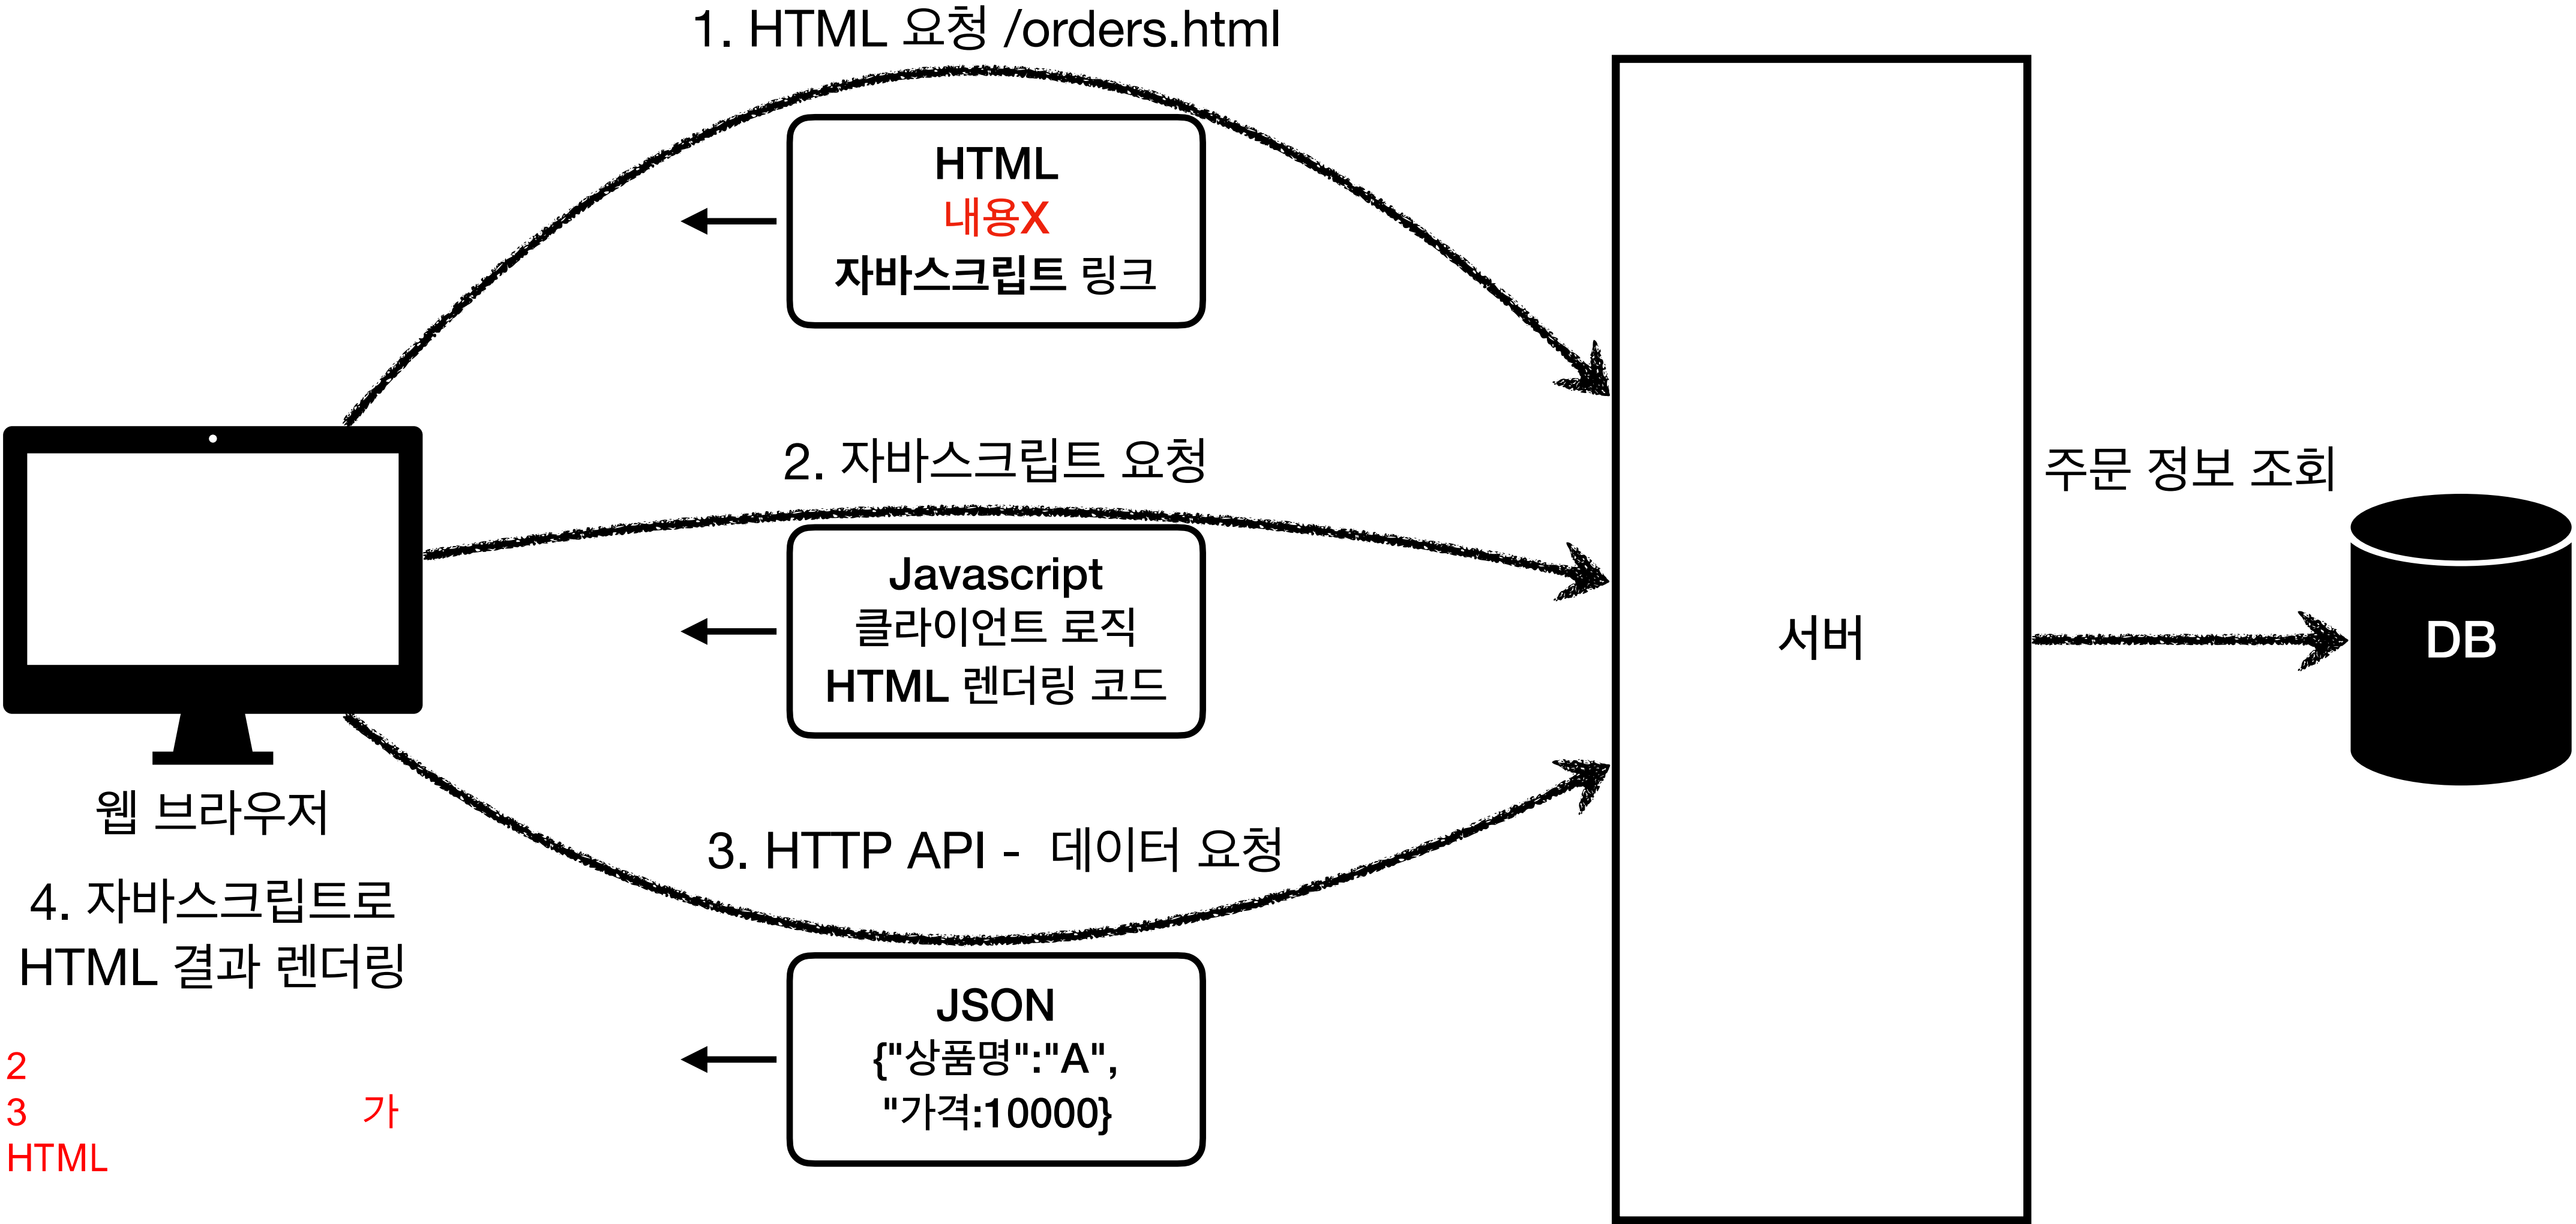 1. HTML 요청 /orders.html
HTML
내용X
자바스크립트 링크
2. 자바스크립트 요청
Javascript
클라이언트 로직
HTML 렌더링 코드
3. HTTP API - 데이터 요청
JSON
{"상품명":"A",
"가격:10000}
웹 브라우저
4. 자바스크립트로
HTML 결과 렌더링
2
3 가
HTML
서버
주문 정보 조회
DB